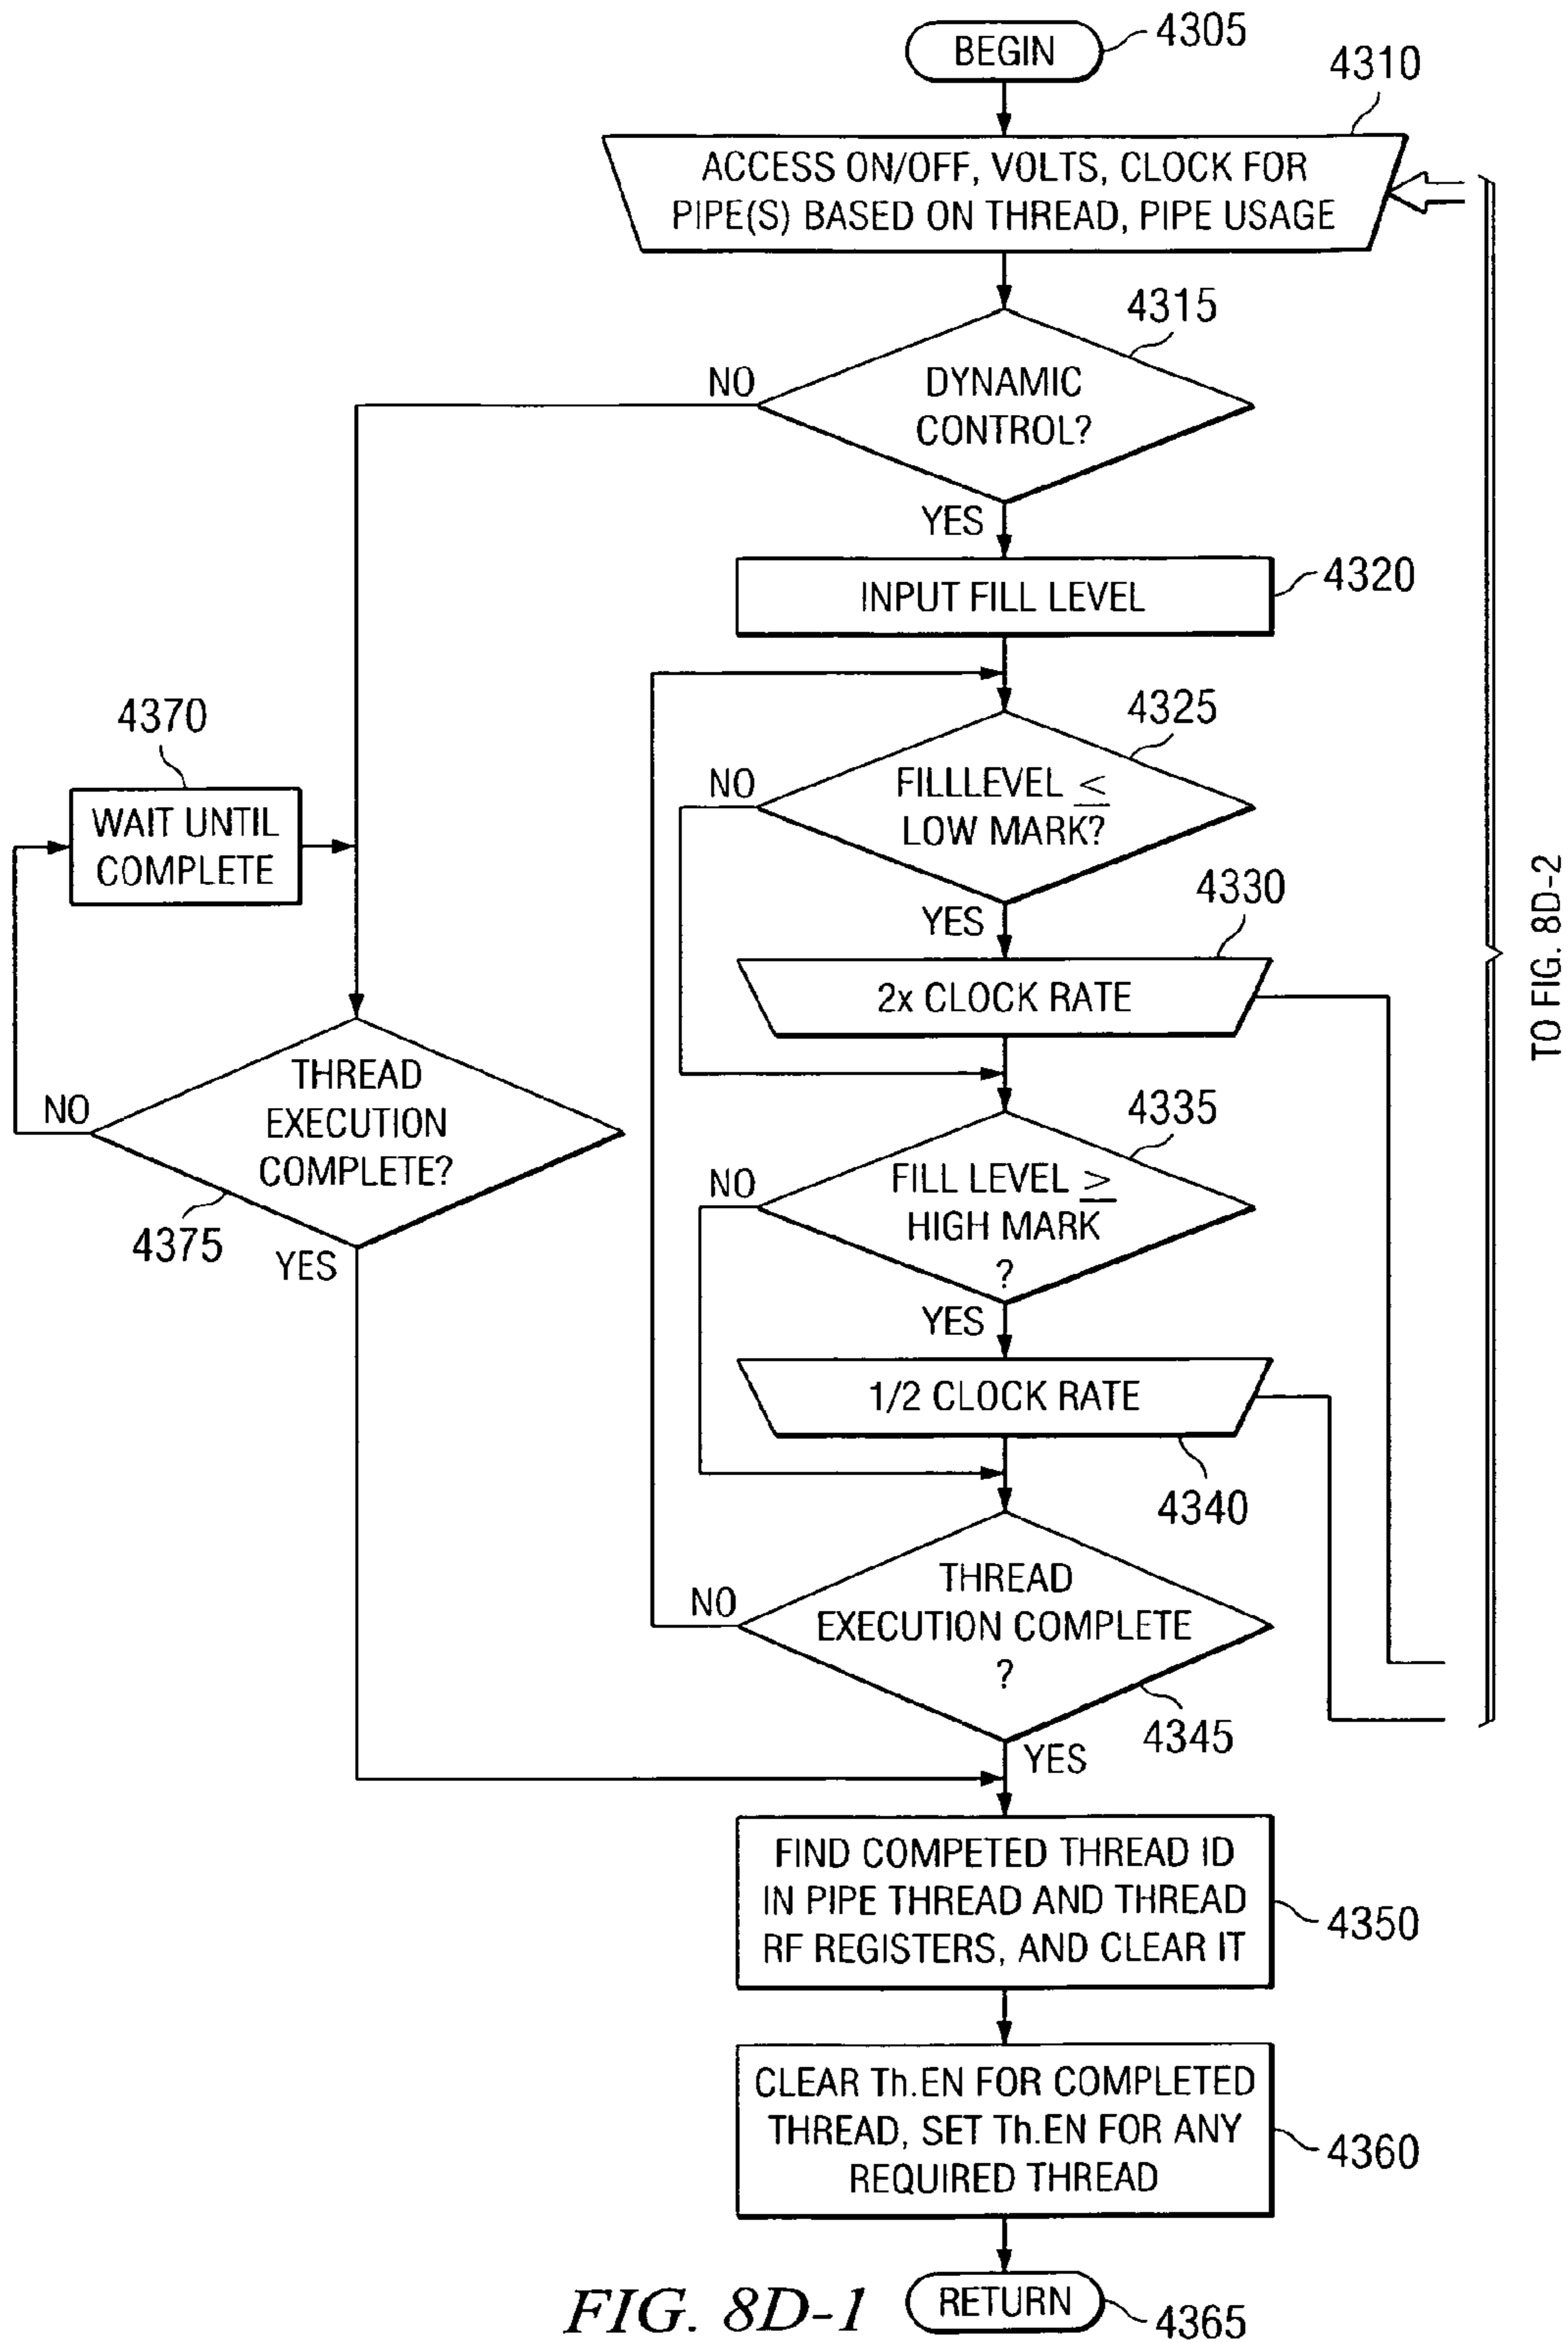 BEGIN
4305
4310
ACCESS ON/OFF, VOLTS, CLOCK FOR
PIPE(S) BASED ON THREAD, PIPE USAGE
4315
NO
DYNAMIC
CONTROL?
YES
INPUT FILL LEVEL
4320
4325
NO
FILLLEVEL ≤
LOW MARK?
YES
4330
2x CLOCK RATE
4370
WAIT UNTIL
COMPLETE
NO
THREAD
EXECUTION
COMPLETE?
4375
YES
4335
NO
FILL LEVEL ≥
HIGH MARK
?
YES
1/2 CLOCK RATE
4340
NO
THREAD
EXECUTION COMPLETE
?
4345
YES
FIND COMPETED THREAD ID
IN PIPE THREAD AND THREAD
RF REGISTERS, AND CLEAR IT
4350
CLEAR Th.EN FOR COMPLETED
THREAD, SET Th.EN FOR ANY
REQUIRED THREAD
4360
RETURN
4365
TO FIG. 8D-2
FIG. 8D-1